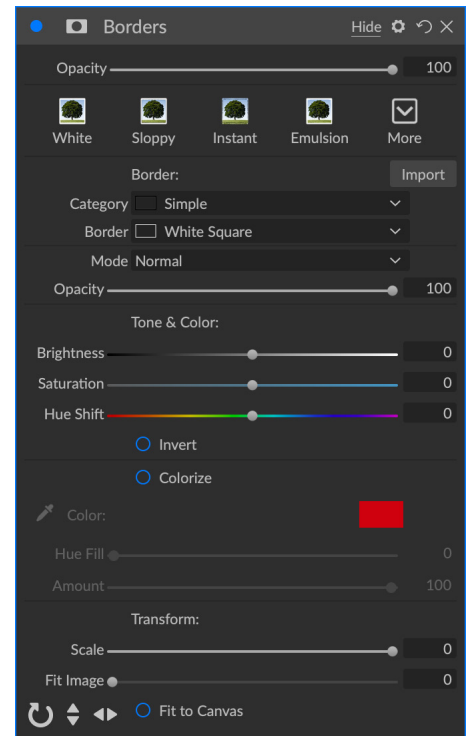 Borders Hide
Opacity 100
White Sloppy Instant Emulsion More
Border: Import
Category Simple
Border White Square
Mode Normal
Opacity 100
Tone & Color:
Brightness 0
Saturation 0
Hue Shift 0
Invert
Colorize
Color:
Hue Fill 0
Amount 100
Transform:
Scale 0
Fit Image 0
Fit to Canvas